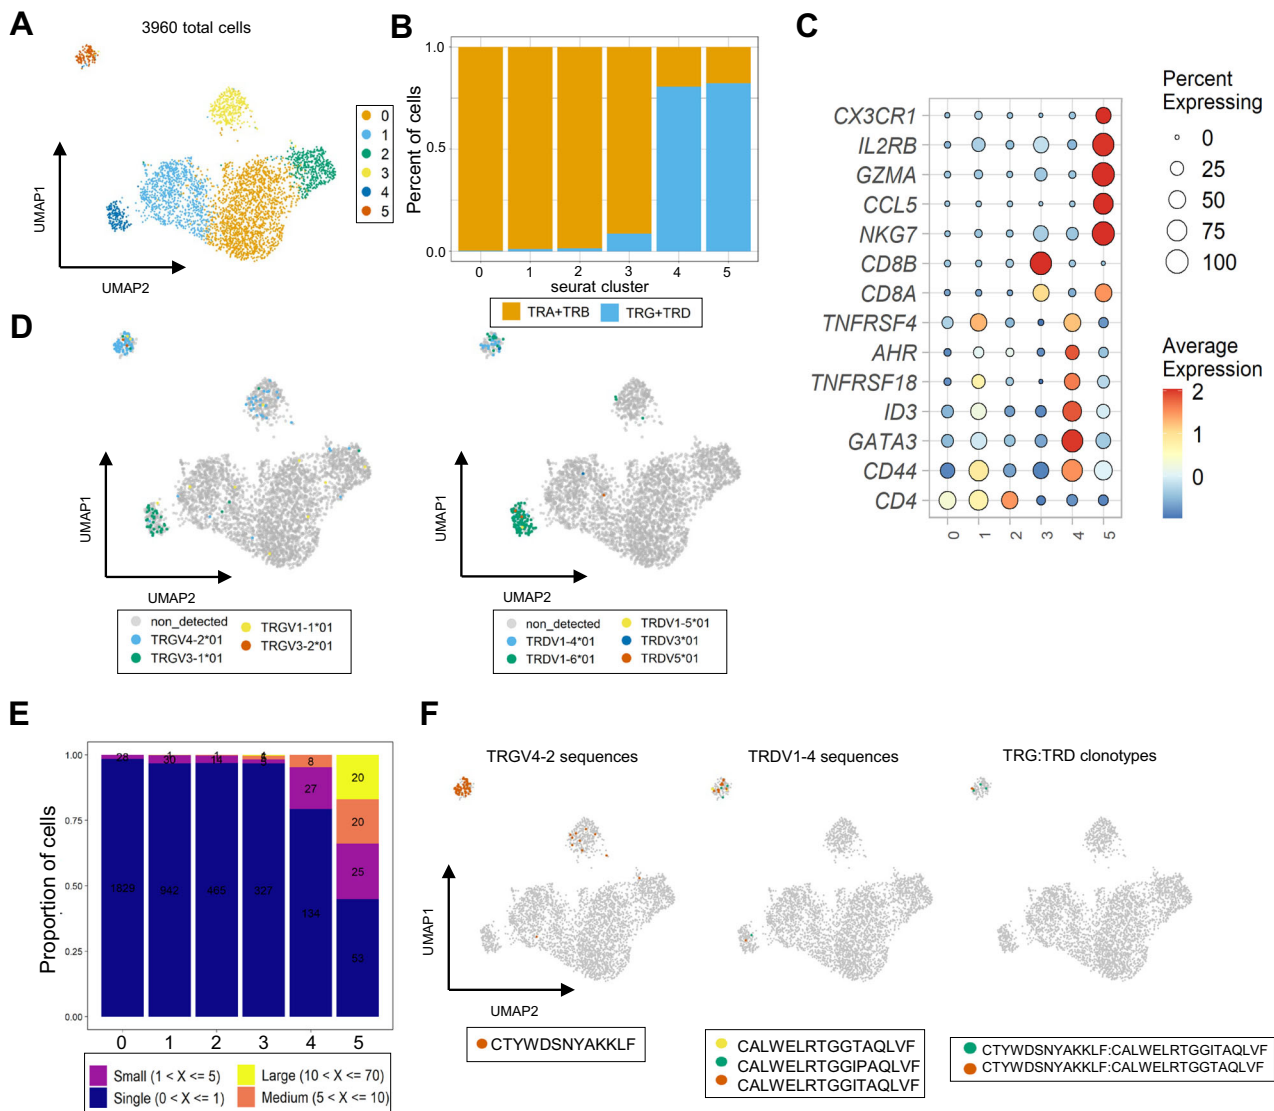 A
3960 total cells
0
1
2
3
4
5
UMAP1
UMAP2
B
Percent of cells
1.0
0.5
0.0
0 1 2 3 4 5
seurat cluster
TRA+TRB TRG+TRD
C
CX3CR1
IL2RB
GZMA
CCL5
NKG7
CD8B
CD8A
TNFRSF4
AHR
TNFRSF18
ID3
GATA3
CD44
CD4
0 1 2 3 4 5
Percent
Expressing
0
25
50
75
100
Average
Expression
2
1
0
D
UMAP1
UMAP2
non_detected
TRGV4-2*01
TRGV3-1*01
TRGV1-1*01
TRGV3-2*01
UMAP1
UMAP2
non_detected
TRDV1-4*01
TRDV1-6*01
TRDV1-5*01
TRDV3*01
TRDV5*01
E
Proportion of cells
1.00
0.75
0.50
0.25
0.00
28 1 1 8 20
30 14 27 20
25
1829 942 465 327 134 53
0 1 2 3 4 5
Small (1 < X <= 5) Large (10 < X <= 70)
Single (0 < X <= 1) Medium (5 < X <= 10)
F
TRGV4-2 sequences
TRDV1-4 sequences
TRG:TRD clonotypes
UMAP1
UMAP2
CTYWDSNYAKKLF
CALWELRTGGTAQLVF
CALWELRTGGIPAQLVF
CALWELRTGGITAQLVF
CTYWDSNYAKKLF:CALWELRTGGITAQLVF
CTYWDSNYAKKLF:CALWELRTGGTAQLVF